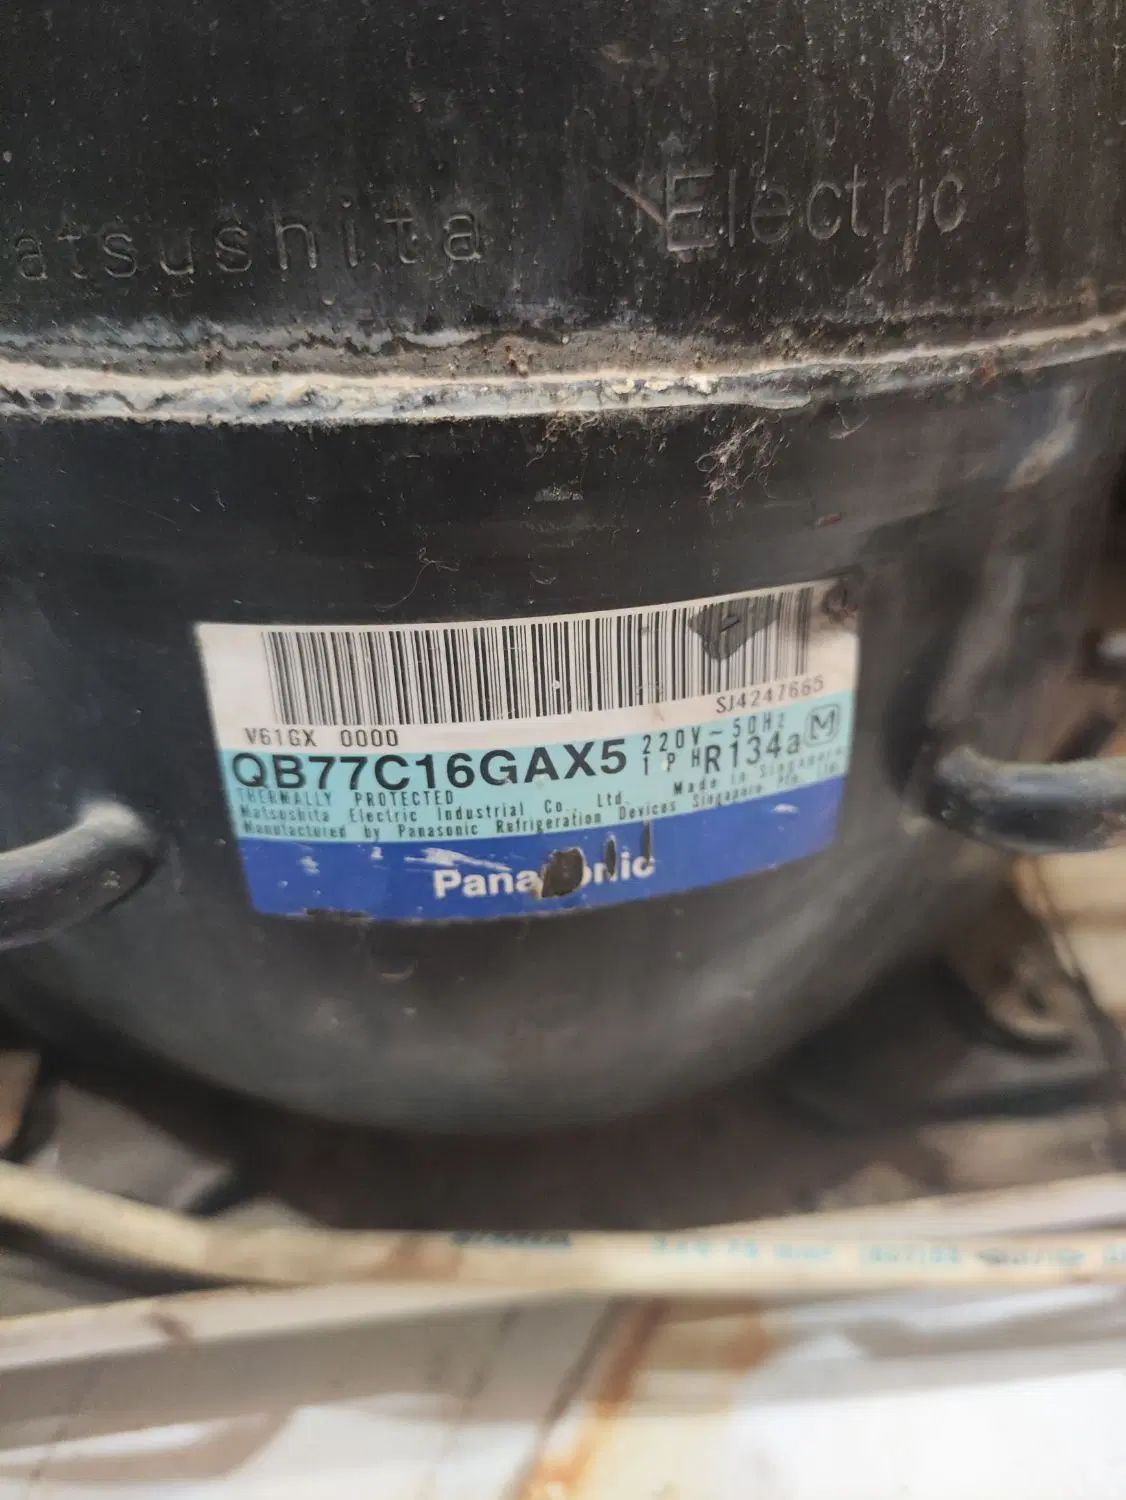 atsushita Electric
SJ4247665
V61GX 0000
QB77C16GAX5 220V~50Hz
1PH R134a M
THERMALLY PROTECTED
Matsushita Electric Industrial Co., Ltd. Made in Singapore
Manufactured by Panasonic Refrigeration Devices Singapore Pte. Ltd.
Panasonic